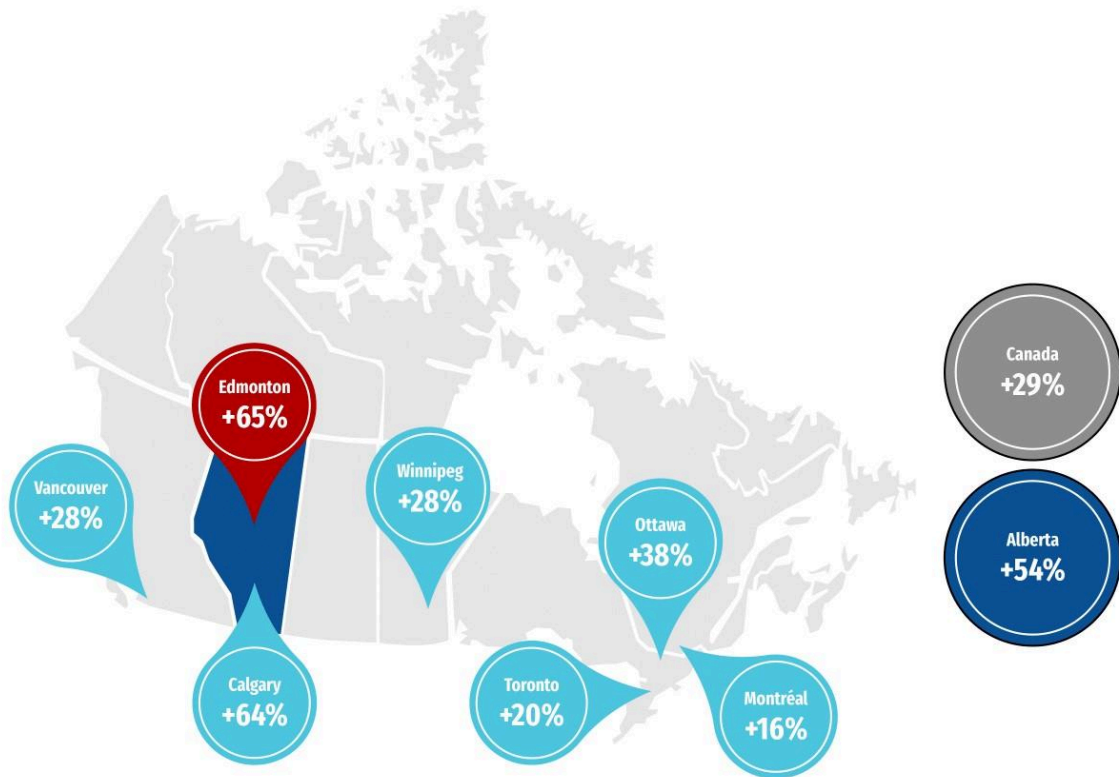 Canada
+29%
Edmonton
+65%
Winnipeg
+28%
Vancouver
+28%
Ottawa
+38%
Alberta
+54%
Calgary
+64%
Toronto
+20%
Montréal
+16%